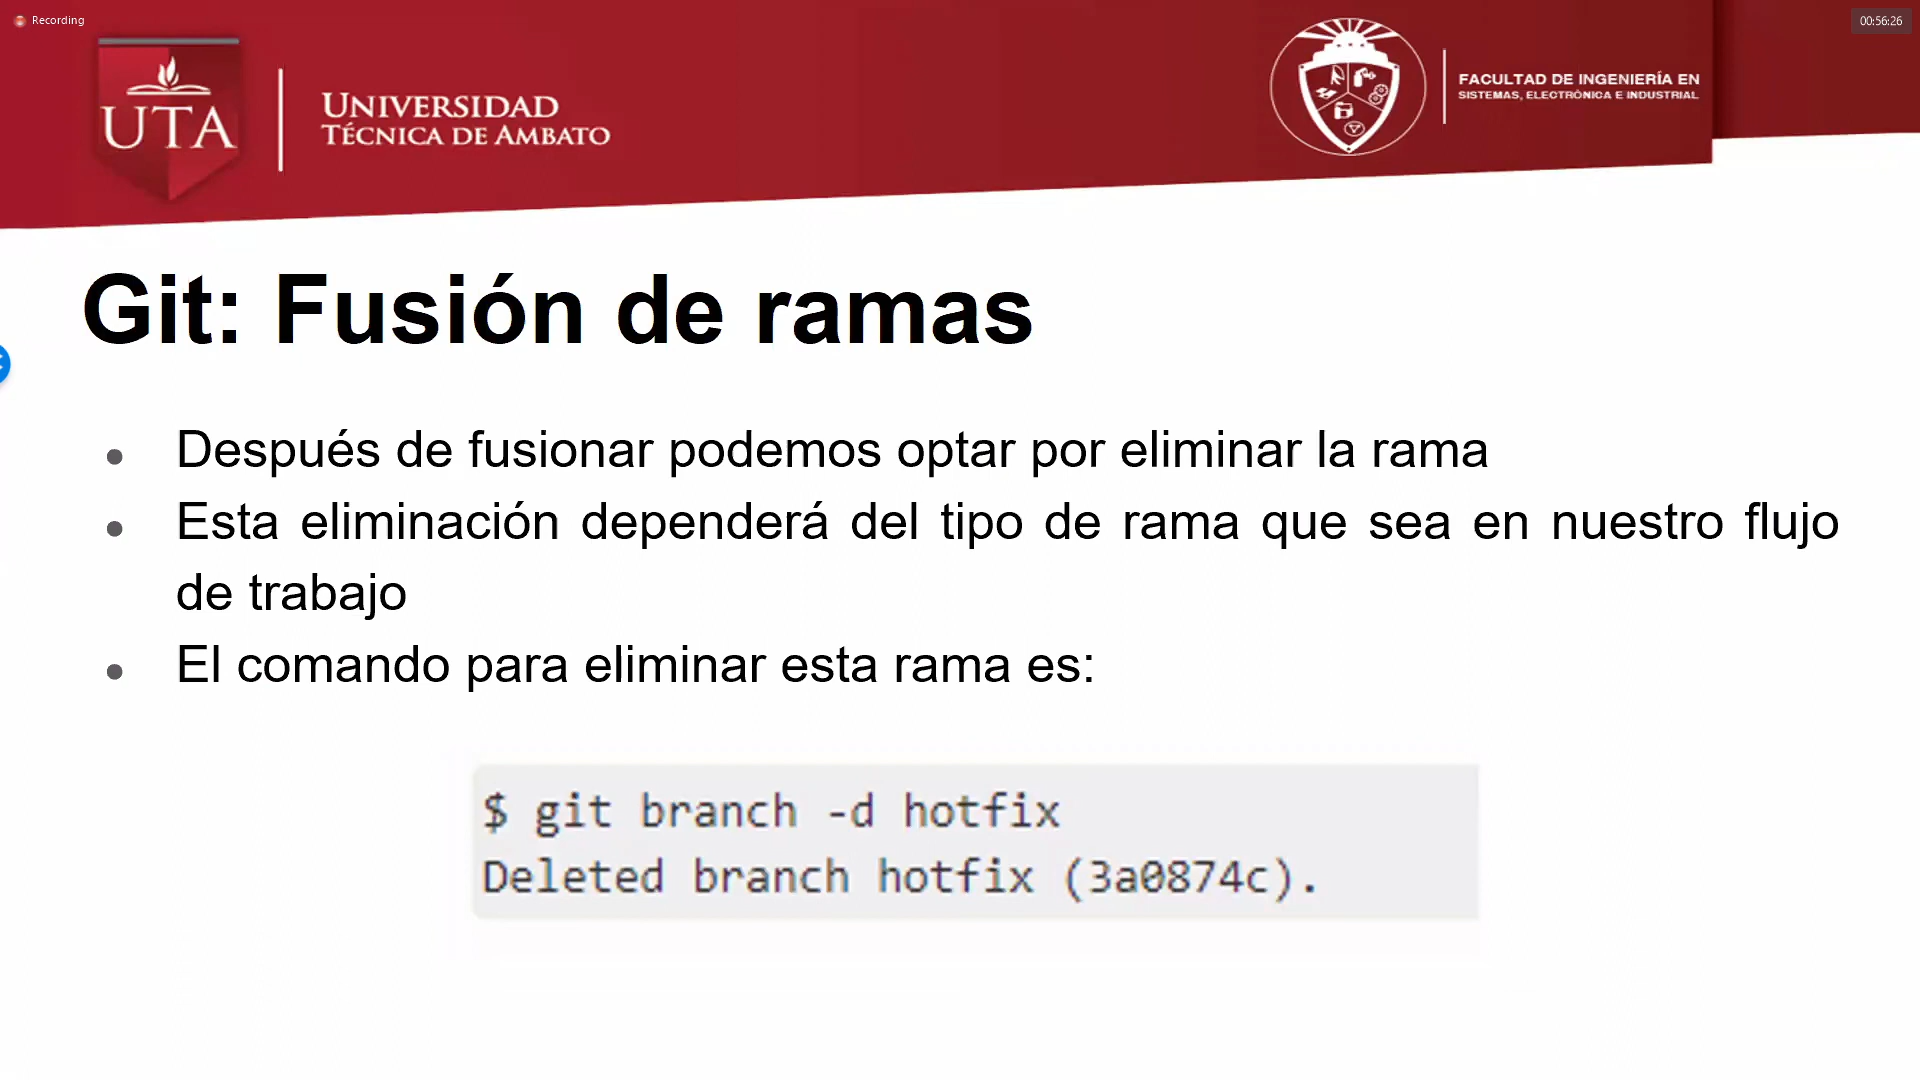 Recording
00:56:26
UTA
UNIVERSIDAD
TÉCNICA DE AMBATO
FACULTAD DE INGENIERÍA EN
SISTEMAS, ELECTRÓNICA E INDUSTRIAL
Git: Fusión de ramas
● Después de fusionar podemos optar por eliminar la rama
● Esta eliminación dependerá del tipo de rama que sea en nuestro flujo
de trabajo
● El comando para eliminar esta rama es:
$ git branch -d hotfix
Deleted branch hotfix (3a0874c).